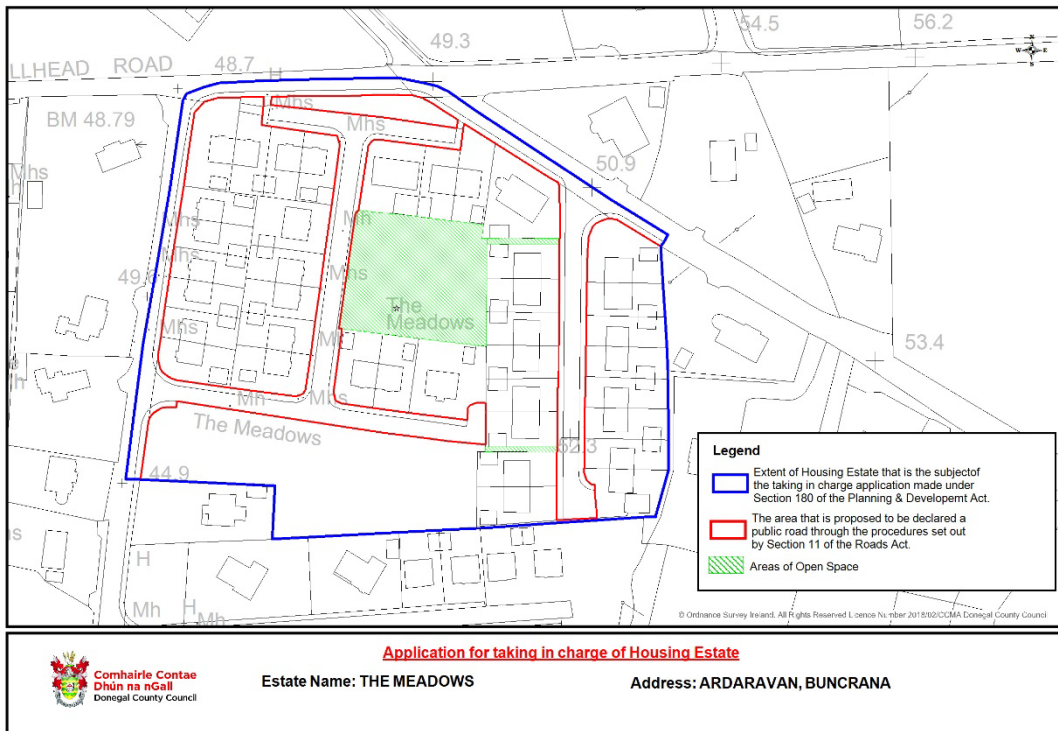 54.5
56.2
49.3
LLHEAD ROAD
48.7
H
N
W E
S
BM 48.79
Mhs
Mhs
Mhs
50.9
Mhs
Mh
Mhs
Mhs
49.6
The
Meadows
Mhs
53.4
Mh
Mhs
The Meadows
52.3
44.9
H
Mh
H
Mh
Legend
Extent of Housing Estate that is the subjectof
the taking in charge application made under
Section 180 of the Planning & Developemt Act.
The area that is proposed to be declared a
public road through the procedures set out
by Section 11 of the Roads Act.
Areas of Open Space
© Ordnance Survey Ireland. All Rights Reserved Licence Number 2018/02/CCMA Donegal County Council
Application for taking in charge of Housing Estate
Comhairle Contae
Dhún na nGall
Donegal County Council
Estate Name: THE MEADOWS
Address: ARDARAVAN, BUNCRANA